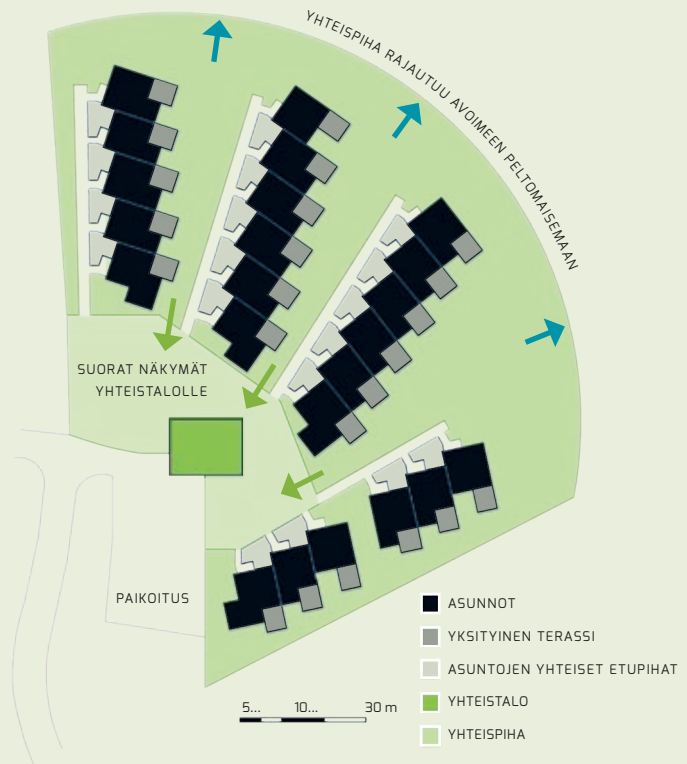 YHTEISPIHA RAJAUTUU AVOIMEEN PELTOMAISEMAAN
SUORAT NÄKYMÄT
YHTEISTALOLLE
PAIKOITUS
ASUNNOT
YKSITYINEN TERASSI
ASUNTOJEN YHTEISET ETUPIHAT
YHTEISTALO
YHTEISPIHA
5... 10... 30 m